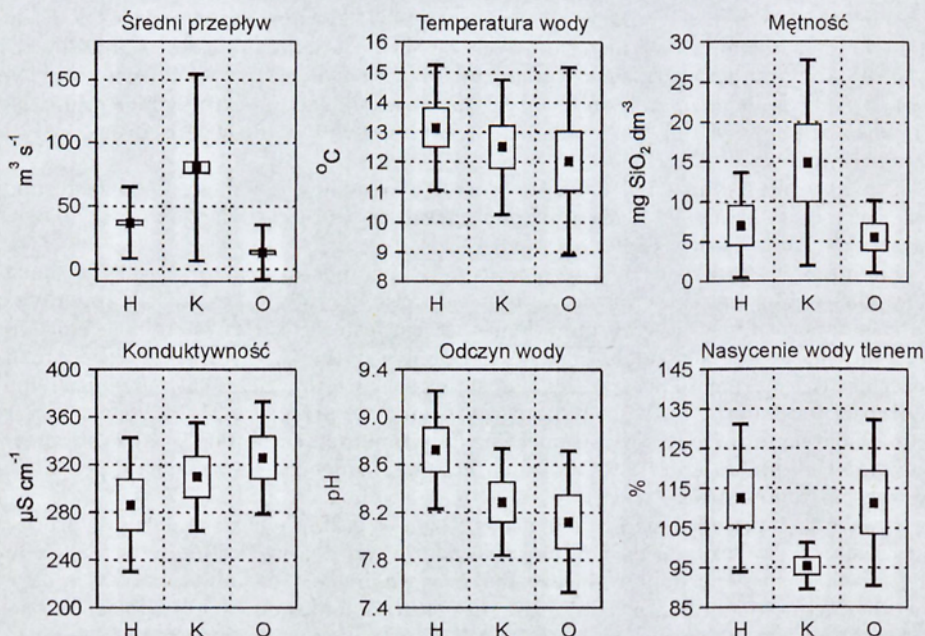 Średni przepływ
150
100
50
0
m³ s⁻¹
H K O
Temperatura wody
16
15
14
13
12
11
10
9
8
°C
H K O
Mętność
30
25
20
15
10
5
0
mg SiO₂ dm⁻³
H K O
Konduktywność
400
360
320
280
240
200
µS cm⁻¹
H K O
Odczyn wody
9.4
9.0
8.6
8.2
7.8
7.4
pH
H K O
Nasycenie wody tlenem
145
135
125
115
105
95
85
%
H K O